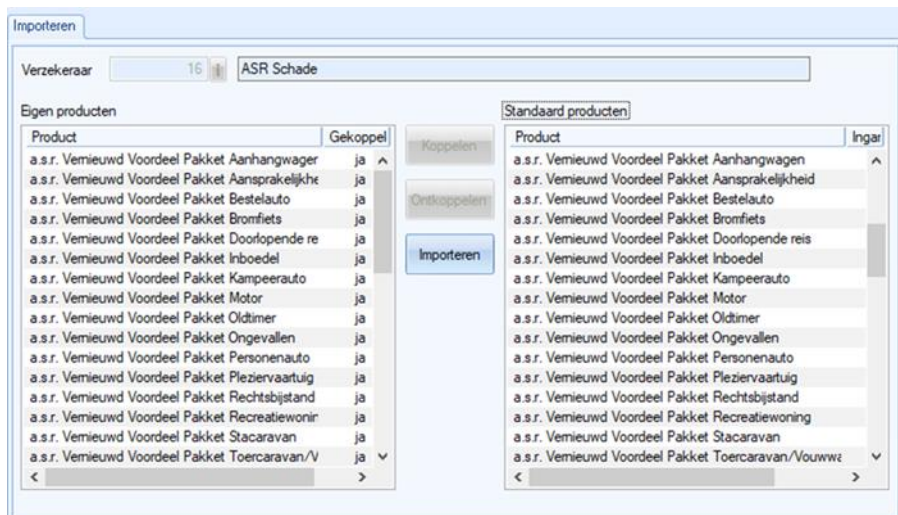 Importeren
Verzekeraar 16 ASR Schade
Eigen producten
Product Gekoppel
a.s.r. Vernieuwd Voordeel Pakket Aanhangwager ja
a.s.r. Vernieuwd Voordeel Pakket Aansprakelijkhe ja
a.s.r. Vernieuwd Voordeel Pakket Bestelauto ja
a.s.r. Vernieuwd Voordeel Pakket Bromfiets ja
a.s.r. Vernieuwd Voordeel Pakket Doorlopende re ja
a.s.r. Vernieuwd Voordeel Pakket Inboedel ja
a.s.r. Vernieuwd Voordeel Pakket Kampeerauto ja
a.s.r. Vernieuwd Voordeel Pakket Motor ja
a.s.r. Vernieuwd Voordeel Pakket Oldtimer ja
a.s.r. Vernieuwd Voordeel Pakket Ongevallen ja
a.s.r. Vernieuwd Voordeel Pakket Personenauto ja
a.s.r. Vernieuwd Voordeel Pakket Pleziervaartuig ja
a.s.r. Vernieuwd Voordeel Pakket Rechtsbijstand ja
a.s.r. Vernieuwd Voordeel Pakket Recreatiewonin ja
a.s.r. Vernieuwd Voordeel Pakket Stacaravan ja
a.s.r. Vernieuwd Voordeel Pakket Toercaravan/V ja
Koppelen
Ontkoppelen
Importeren
Standaard producten
Product Ingar
a.s.r. Vernieuwd Voordeel Pakket Aanhangwagen
a.s.r. Vernieuwd Voordeel Pakket Aansprakelijkheid
a.s.r. Vernieuwd Voordeel Pakket Bestelauto
a.s.r. Vernieuwd Voordeel Pakket Bromfiets
a.s.r. Vernieuwd Voordeel Pakket Doorlopende reis
a.s.r. Vernieuwd Voordeel Pakket Inboedel
a.s.r. Vernieuwd Voordeel Pakket Kampeerauto
a.s.r. Vernieuwd Voordeel Pakket Motor
a.s.r. Vernieuwd Voordeel Pakket Oldtimer
a.s.r. Vernieuwd Voordeel Pakket Ongevallen
a.s.r. Vernieuwd Voordeel Pakket Personenauto
a.s.r. Vernieuwd Voordeel Pakket Pleziervaartuig
a.s.r. Vernieuwd Voordeel Pakket Rechtsbijstand
a.s.r. Vernieuwd Voordeel Pakket Recreatiewoning
a.s.r. Vernieuwd Voordeel Pakket Stacaravan
a.s.r. Vernieuwd Voordeel Pakket Toercaravan/Vouwwa